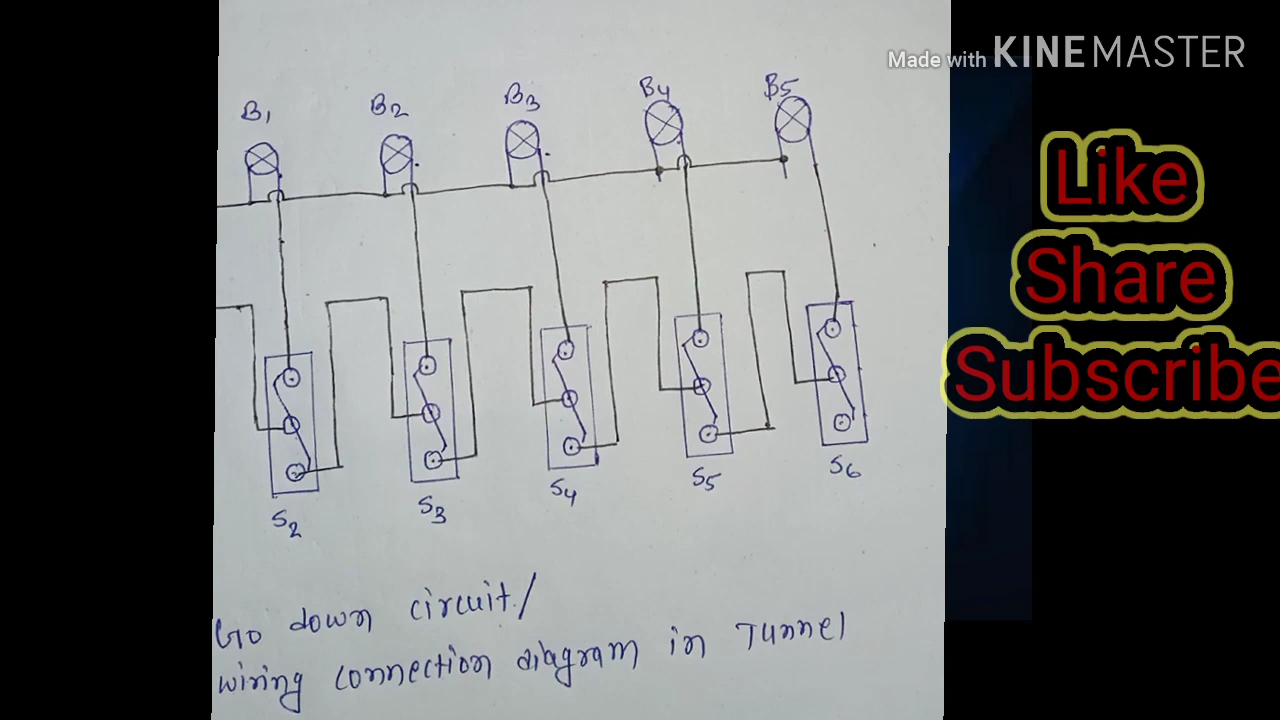 Made with KINEMASTER
B1 B2 B3 B4 B5
Like
Share
Subscribe
S2 S3 S4 S5 S6
Go down circuit/
wiring connection diagram in Tunnel